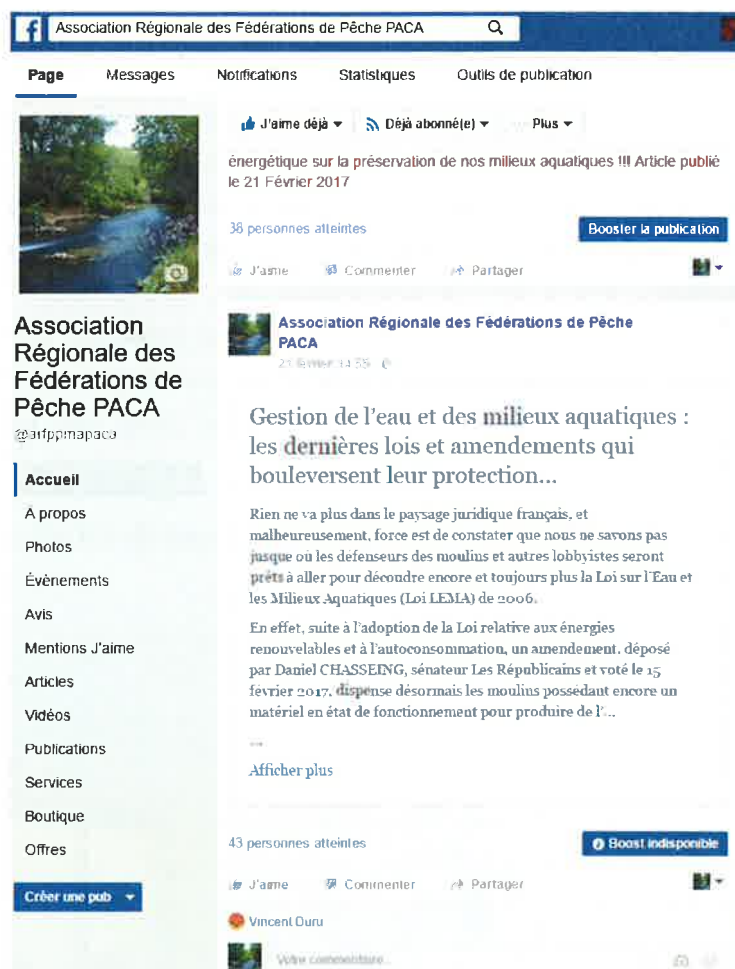 f Association Régionale des Fédérations de Pêche PACA
Page Messages Notifications Statistiques Outils de publication
J'aime déjà Déjà abonné(e) Plus
énergétique sur la préservation de nos milieux aquatiques !!! Article publié
le 21 Février 2017
38 personnes atteintes Booster la publication
J'aime Commenter Partager
Association
Régionale des
Fédérations de
Pêche PACA
@arfppmapaca
Accueil
À propos
Photos
Évènements
Avis
Mentions J'aime
Articles
Vidéos
Publications
Services
Boutique
Offres
Créer une pub
Association Régionale des Fédérations de Pêche
PACA
21 février 14:55
Gestion de l'eau et des milieux aquatiques :
les dernières lois et amendements qui
bouleversent leur protection...
Rien ne va plus dans le paysage juridique français, et
malheureusement, force est de constater que nous ne savons pas
jusque où les defenseurs des moulins et autres lobbyistes seront
prêts à aller pour découdre encore et toujours plus la Loi sur l'Eau et
les Milieux Aquatiques (Loi LEMA) de 2006.
En effet, suite à l'adoption de la Loi relative aux énergies
renouvelables et à l'autoconsommation, un amendement, déposé
par Daniel CHASSEING, sénateur Les Républicains et voté le 15
février 2017, dispense désormais les moulins possédant encore un
matériel en état de fonctionnement pour produire de l'...
...
Afficher plus
43 personnes atteintes Boost indisponible
J'aime Commenter Partager
Vincent Duru
Votre commentaire...